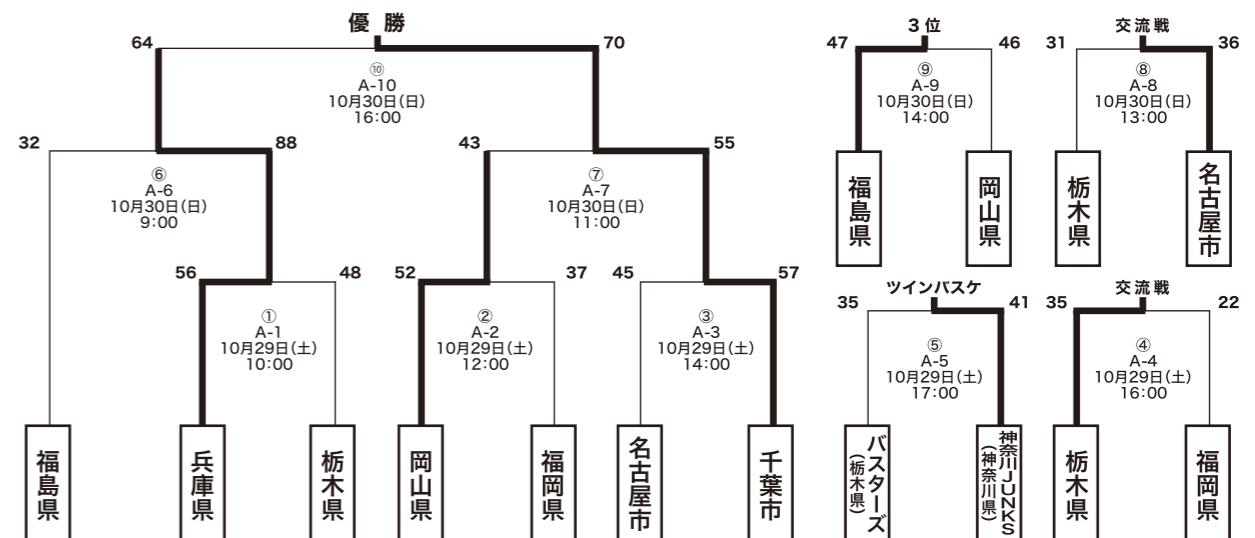 優勝
64
70
⑩
A-10
10月30日(日)
16:00
32
88
⑥
A-6
10月30日(日)
9:00
43
55
⑦
A-7
10月30日(日)
11:00
56
48
①
A-1
10月29日(土)
10:00
52
37
②
A-2
10月29日(土)
12:00
45
57
③
A-3
10月29日(土)
14:00
福島県
兵庫県
栃木県
岡山県
福岡県
名古屋市
千葉市
3位
47
46
⑨
A-9
10月30日(日)
14:00
福島県
岡山県
交流戦
31
36
⑧
A-8
10月30日(日)
13:00
栃木県
名古屋市
ツインバスケ
35
41
⑤
A-5
10月29日(土)
17:00
バスターズ
(栃木県)
神奈川JUNKS
(神奈川県)
交流戦
35
22
④
A-4
10月29日(土)
16:00
栃木県
福岡県